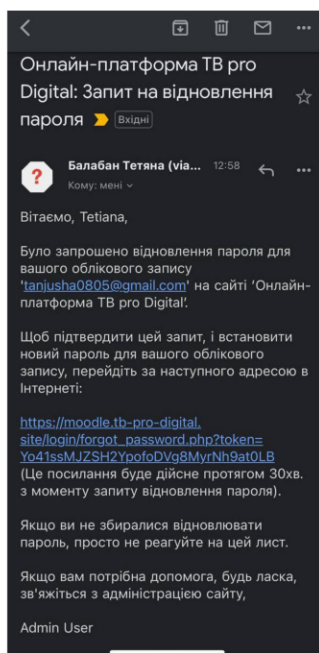 Онлайн-платформа TB pro
Digital: Запит на відновлення
пароля Вхідні
Балабан Тетяна (via... 12:58
Кому: мені
Вітаємо, Tetiana,
Було запрошено відновлення пароля для
вашого облікового запису
'tanjusha0805@gmail.com' на сайті 'Онлайн-
платформа TB pro Digital'.
Щоб підтвердити цей запит, і встановити
новий пароль для вашого облікового
запису, перейдіть за наступного адресою в
Інтернеті:
https://moodle.tb-pro-digital.
site/login/forgot_password.php?token=
Yo41ssMJZSH2YpofoDVg8MyrNh9at0LB
(Це посилання буде дійсне протягом 30хв.
з моменту запиту відновлення пароля).
Якщо ви не збиралися відновлювати
пароль, просто не реагуйте на цей лист.
Якщо вам потрібна допомога, будь ласка,
зв'яжіться з адміністрацією сайту,
Admin User